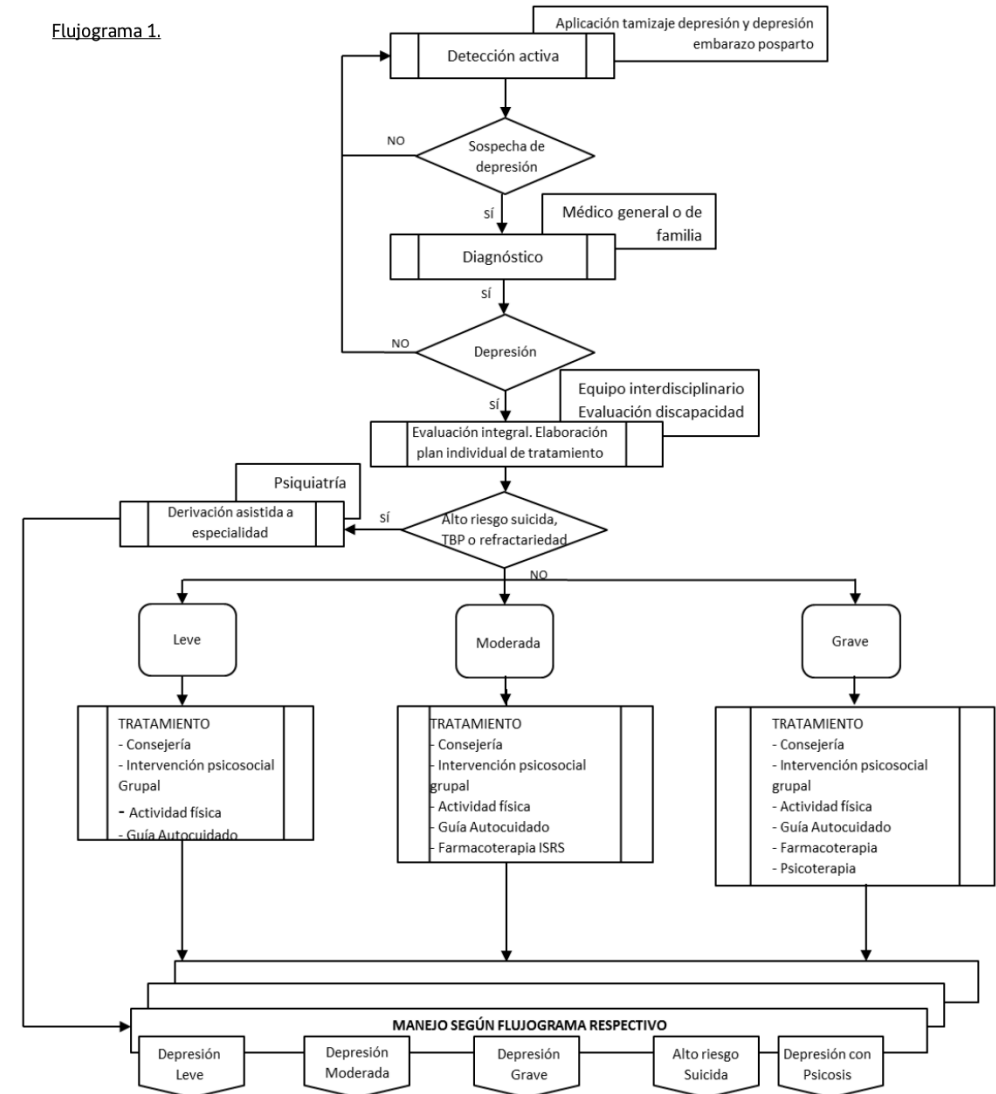 Flujograma 1.
Aplicación tamizaje depresión y depresión
embarazo posparto
Detección activa
NO
Sospecha de
depresión
SÍ
Médico general o de
familia
Diagnóstico
SÍ
NO
Depresión
SÍ
Equipo interdisciplinario
Evaluación discapacidad
Evaluación integral. Elaboración
plan individual de tratamiento
Psiquiatría
Derivación asistida a
especialidad
SÍ
Alto riesgo suicida,
TBP o refractariedad
NO
Leve
Moderada
Grave
TRATAMIENTO
- Consejería
- Intervención psicosocial
Grupal
- Actividad física
- Guía Autocuidado
TRATAMIENTO
- Consejería
- Intervención psicosocial
grupal
- Actividad física
- Guía Autocuidado
- Farmacoterapia ISRS
TRATAMIENTO
- Consejería
- Intervención psicosocial
grupal
- Actividad física
- Guía Autocuidado
- Farmacoterapia
- Psicoterapia
MANEJO SEGÚN FLUJOGRAMA RESPECTIVO
Depresión
Leve
Depresión
Moderada
Depresión
Grave
Alto riesgo
Suicida
Depresión con
Psicosis